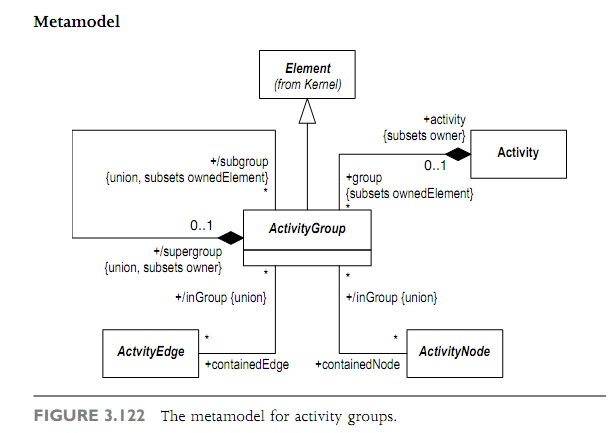 Metamodel
Element
(from Kernel)
+activity
{subsets owner}
Activity
0..1
+/subgroup
{union, subsets ownedElement}
*
+group
{subsets ownedElement}
*
0..1
ActivityGroup
+/supergroup
{union, subsets owner}
*
*
+/inGroup {union}
+/inGroup {union}
*
*
ActvityEdge
ActivityNode
+containedEdge
+containedNode
FIGURE 3.122 The metamodel for activity groups.